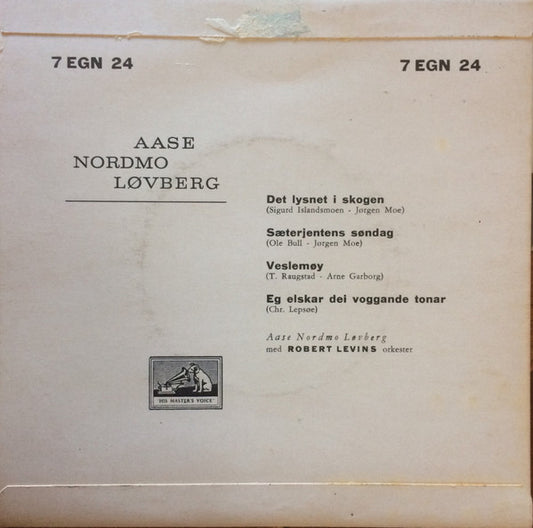 7 EGN 24
7 EGN 24
AASE
NORDMO
LØVBERG
Det lysnet i skogen
(Sigurd Islandsmoen - Jørgen Moe)
Sæterjentens søndag
(Ole Bull - Jørgen Moe)
Veslemøy
(T. Raugstad - Arne Garborg)
Eg elskar dei voggande tonar
(Chr. Lepsøe)
Aase Nordmo Løvberg
med ROBERT LEVINS orkester
HIS MASTER'S VOICE